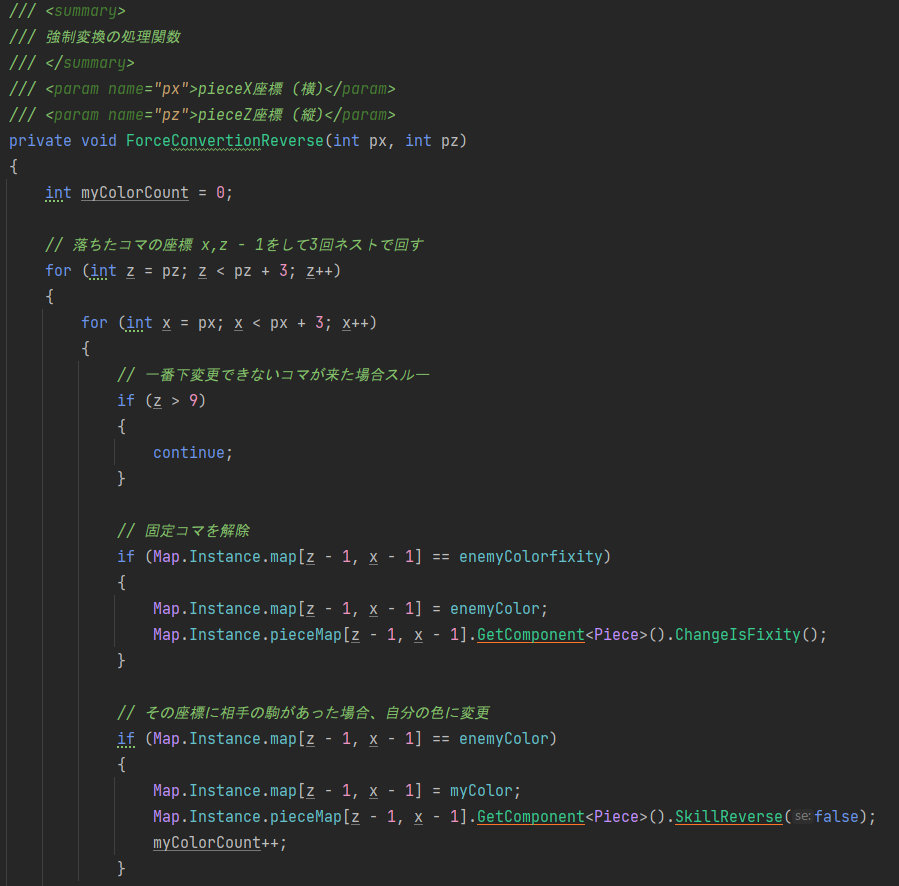 /// <summary>
/// 強制変換の処理関数
/// </summary>
/// <param name="px">pieceX座標 (横)</param>
/// <param name="pz">pieceZ座標 (縦)</param>
private void ForceConvertionReverse(int px, int pz)
{
    int myColorCount = 0;

    // 落ちたコマの座標 x,z - 1をして3回ネストで回す
    for (int z = pz; z < pz + 3; z++)
    {
        for (int x = px; x < px + 3; x++)
        {
            // 一番下変更できないコマが来た場合スルー
            if (z > 9)
            {
                continue;
            }

            // 固定コマを解除
            if (Map.Instance.map[z - 1, x - 1] == enemyColorfixity)
            {
                Map.Instance.map[z - 1, x - 1] = enemyColor;
                Map.Instance.pieceMap[z - 1, x - 1].GetComponent<Piece>().ChangeIsFixity();
            }

            // その座標に相手の駒があった場合、自分の色に変更
            if (Map.Instance.map[z - 1, x - 1] == enemyColor)
            {
                Map.Instance.map[z - 1, x - 1] = myColor;
                Map.Instance.pieceMap[z - 1, x - 1].GetComponent<Piece>().SkillReverse(se: false);
                myColorCount++;
            }